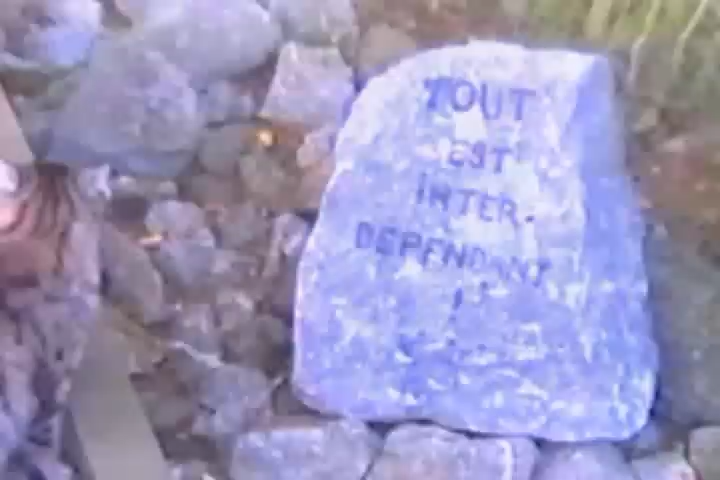 TOUT
EST
iNTER-
DEPENDANT
!